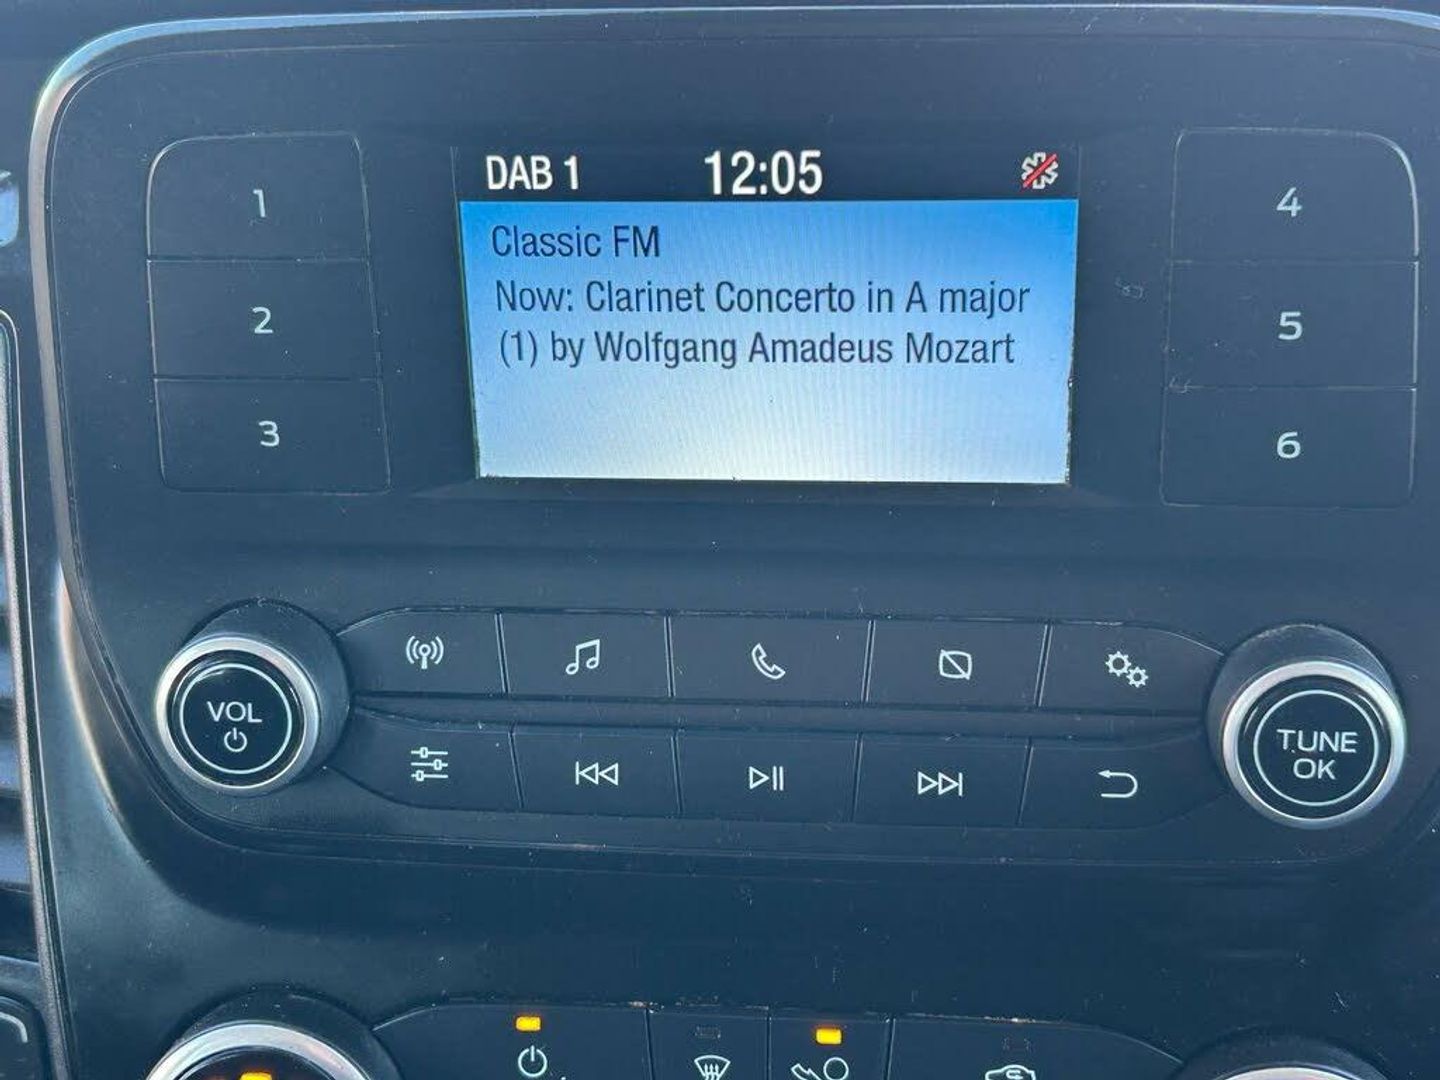 DAB 1 12:05
Classic FM
Now: Clarinet Concerto in A major
(1) by Wolfgang Amadeus Mozart
1
2
3
4
5
6
VOL
TUNE
OK